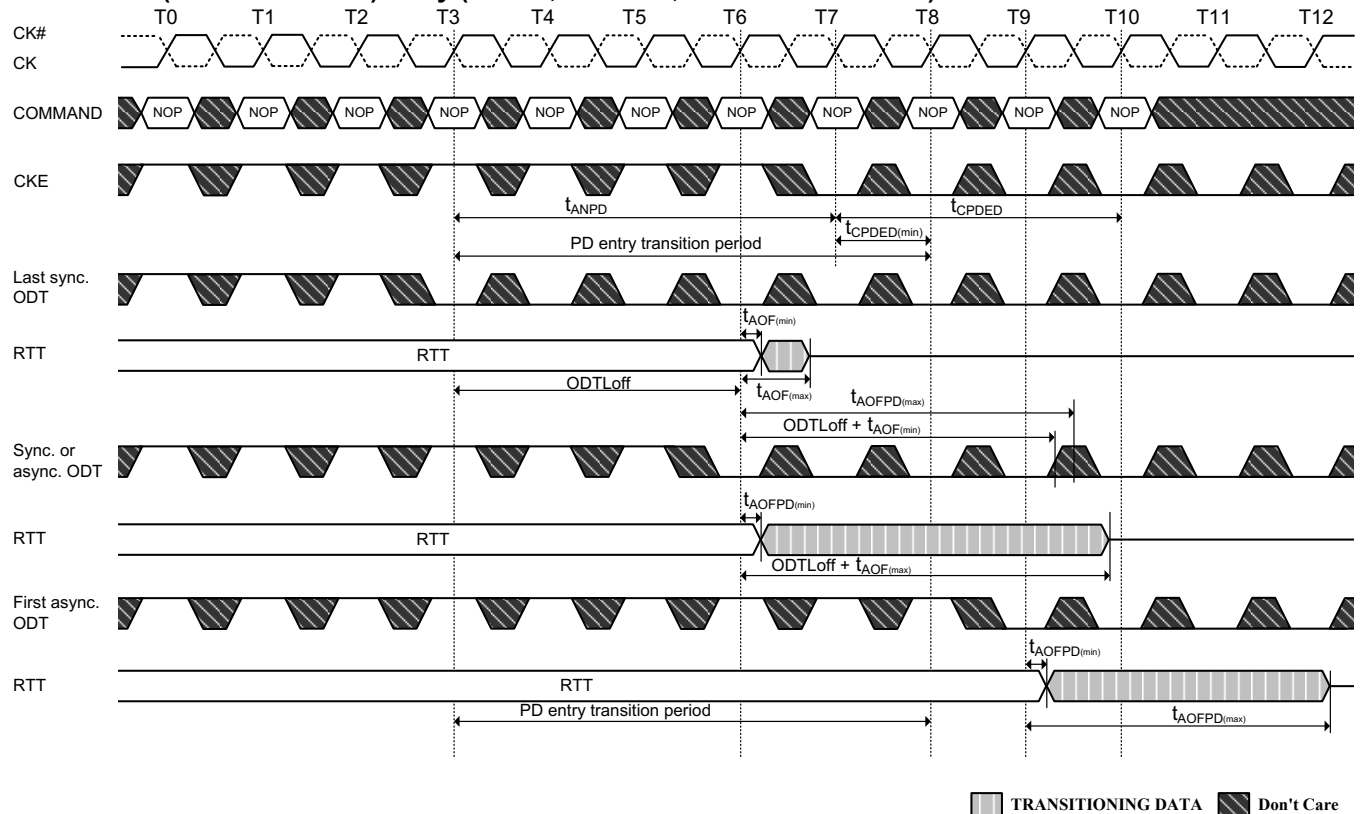 T0 T1 T2 T3 T4 T5 T6 T7 T8 T9 T10 T11 T12
CK#
CK
COMMAND NOP NOP NOP NOP NOP NOP NOP NOP NOP NOP NOP
CKE
tANPD tCPDED
tCPDED(min)
PD entry transition period
Last sync.
ODT
tAOF(min)
RTT RTT
ODTLoff tAOF(max)
tAOFPD(max)
ODTLoff + tAOF(min)
Sync. or
async. ODT
tAOFPD(min)
RTT RTT
ODTLoff + tAOF(max)
First async.
ODT
tAOFPD(min)
RTT RTT
PD entry transition period tAOFPD(max)
TRANSITIONING DATA Don't Care